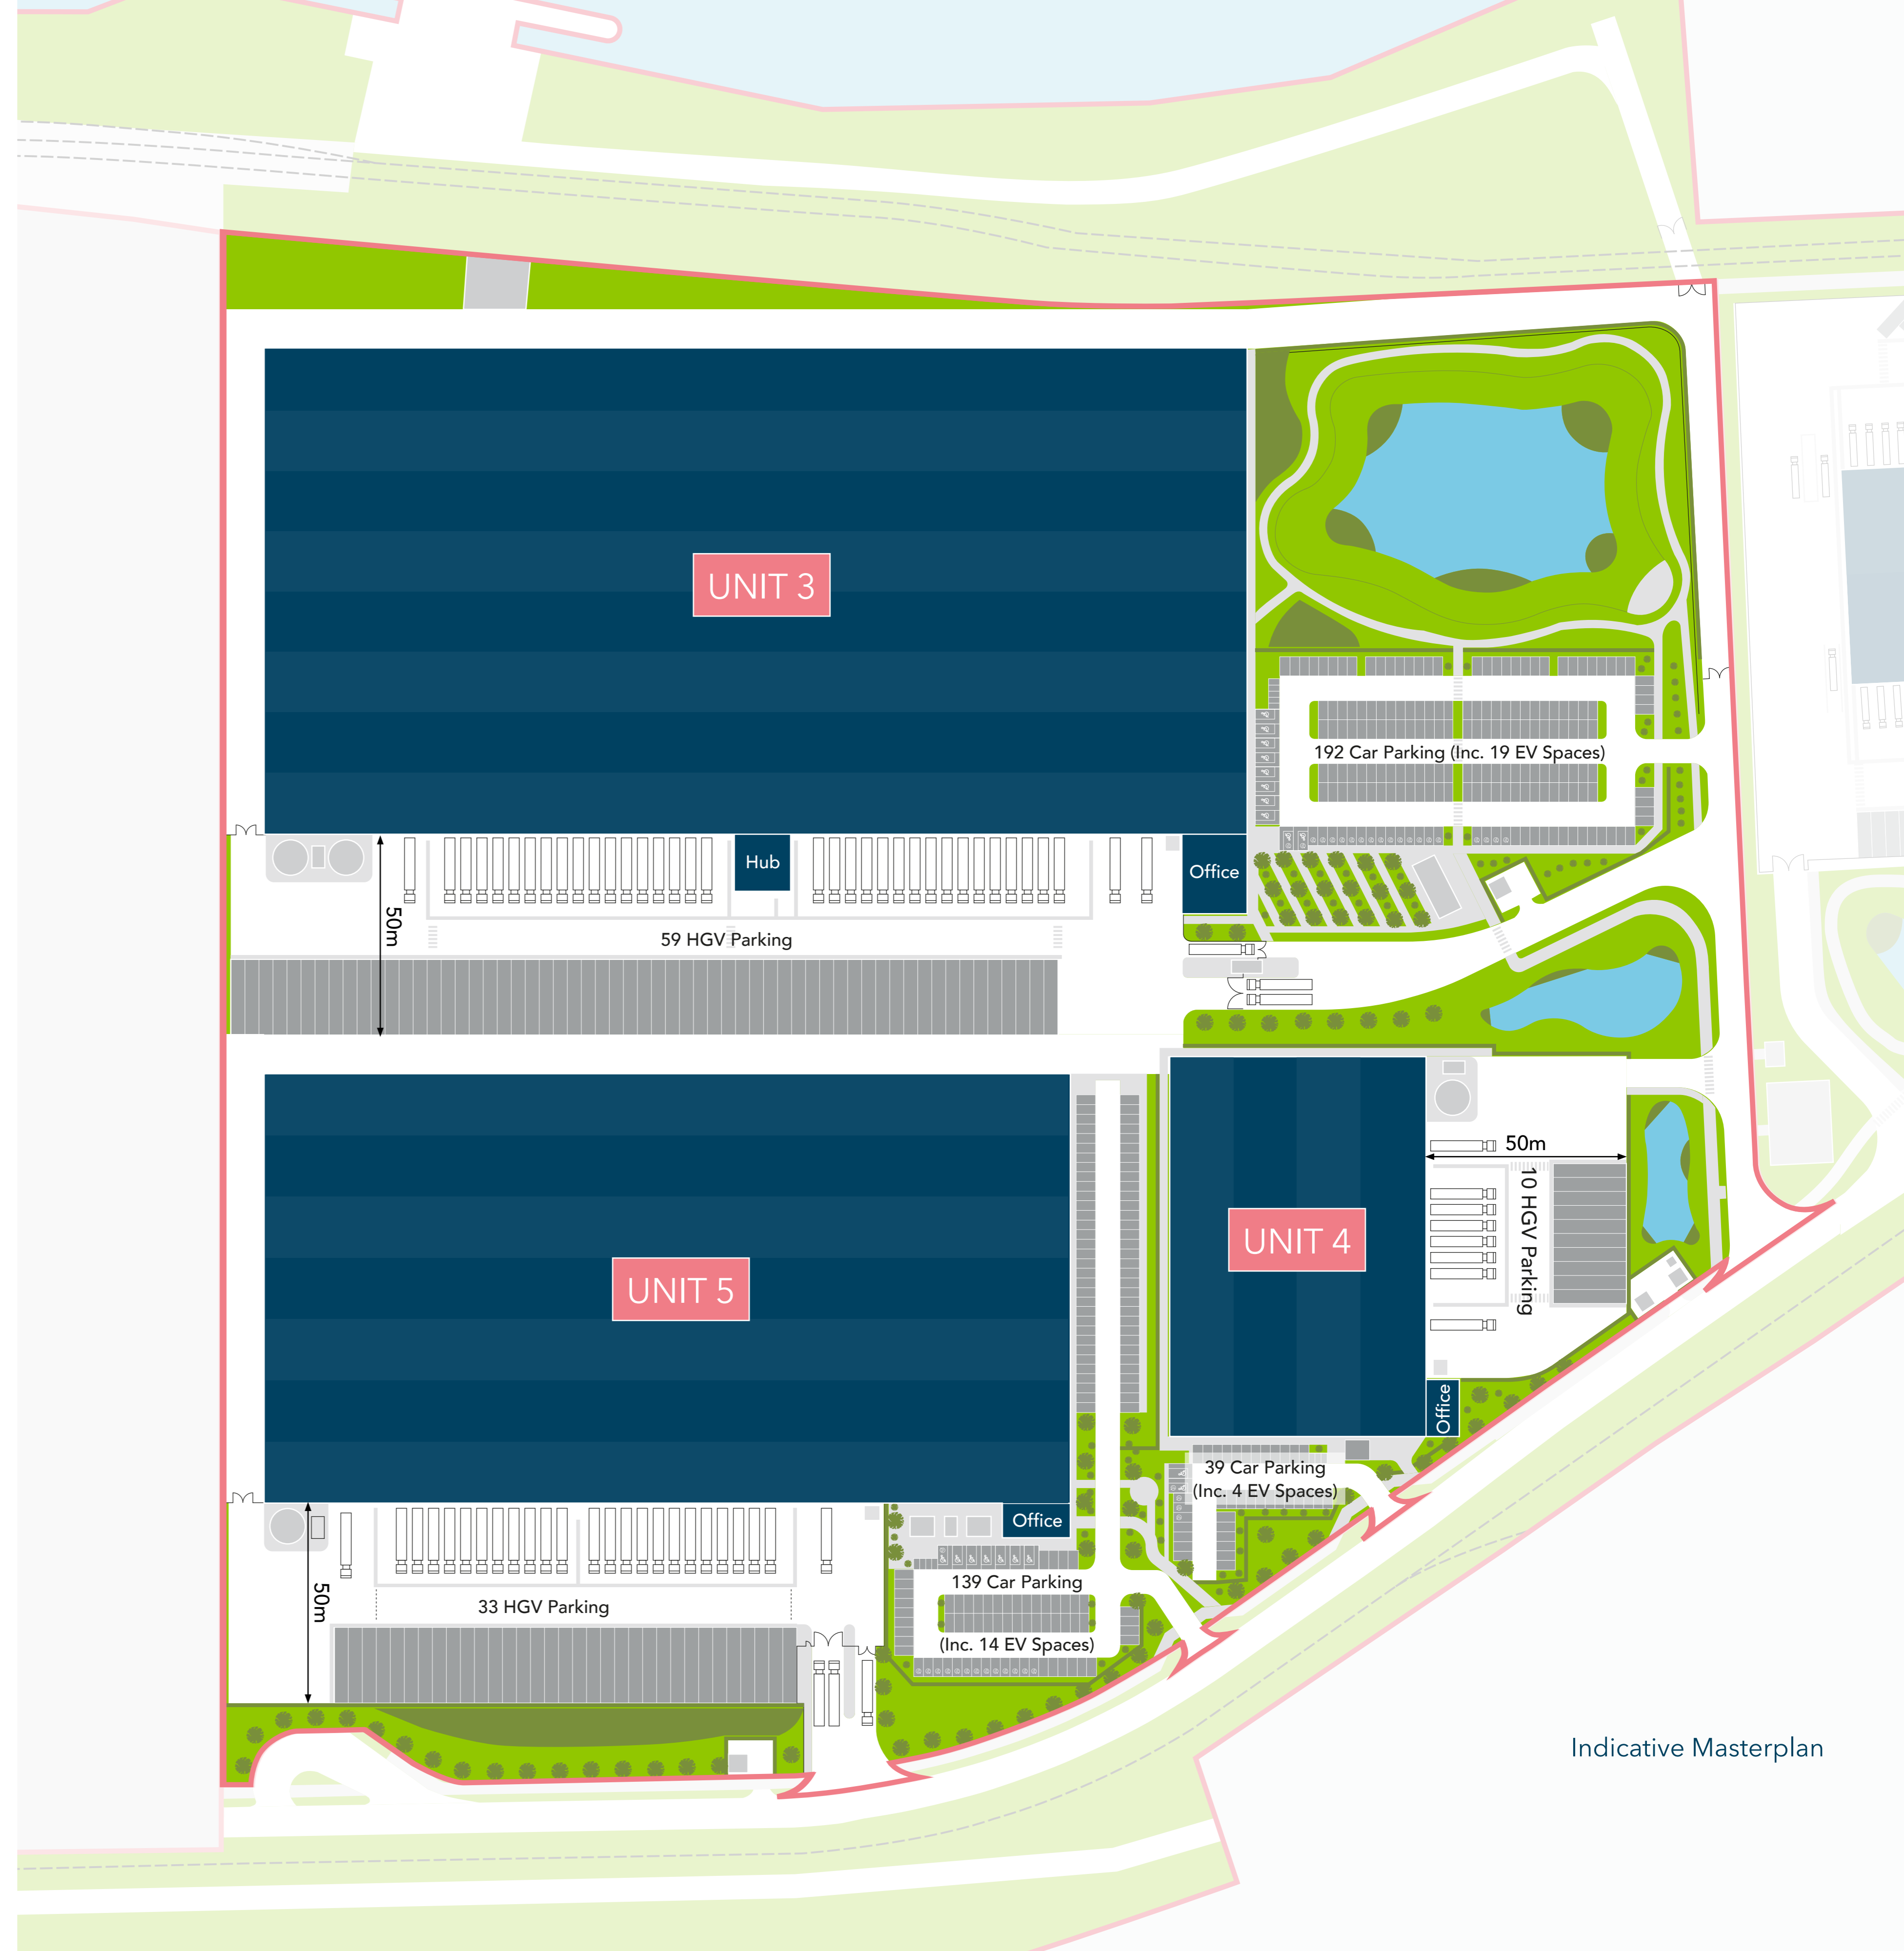 UNIT 3
192 Car Parking (Inc. 19 EV Spaces)
Hub
Office
50m
59 HGV Parking
50m
10 HGV Parking
UNIT 4
UNIT 5
Office
39 Car Parking
(Inc. 4 EV Spaces)
Office
139 Car Parking
50m
33 HGV Parking
(Inc. 14 EV Spaces)
Indicative Masterplan